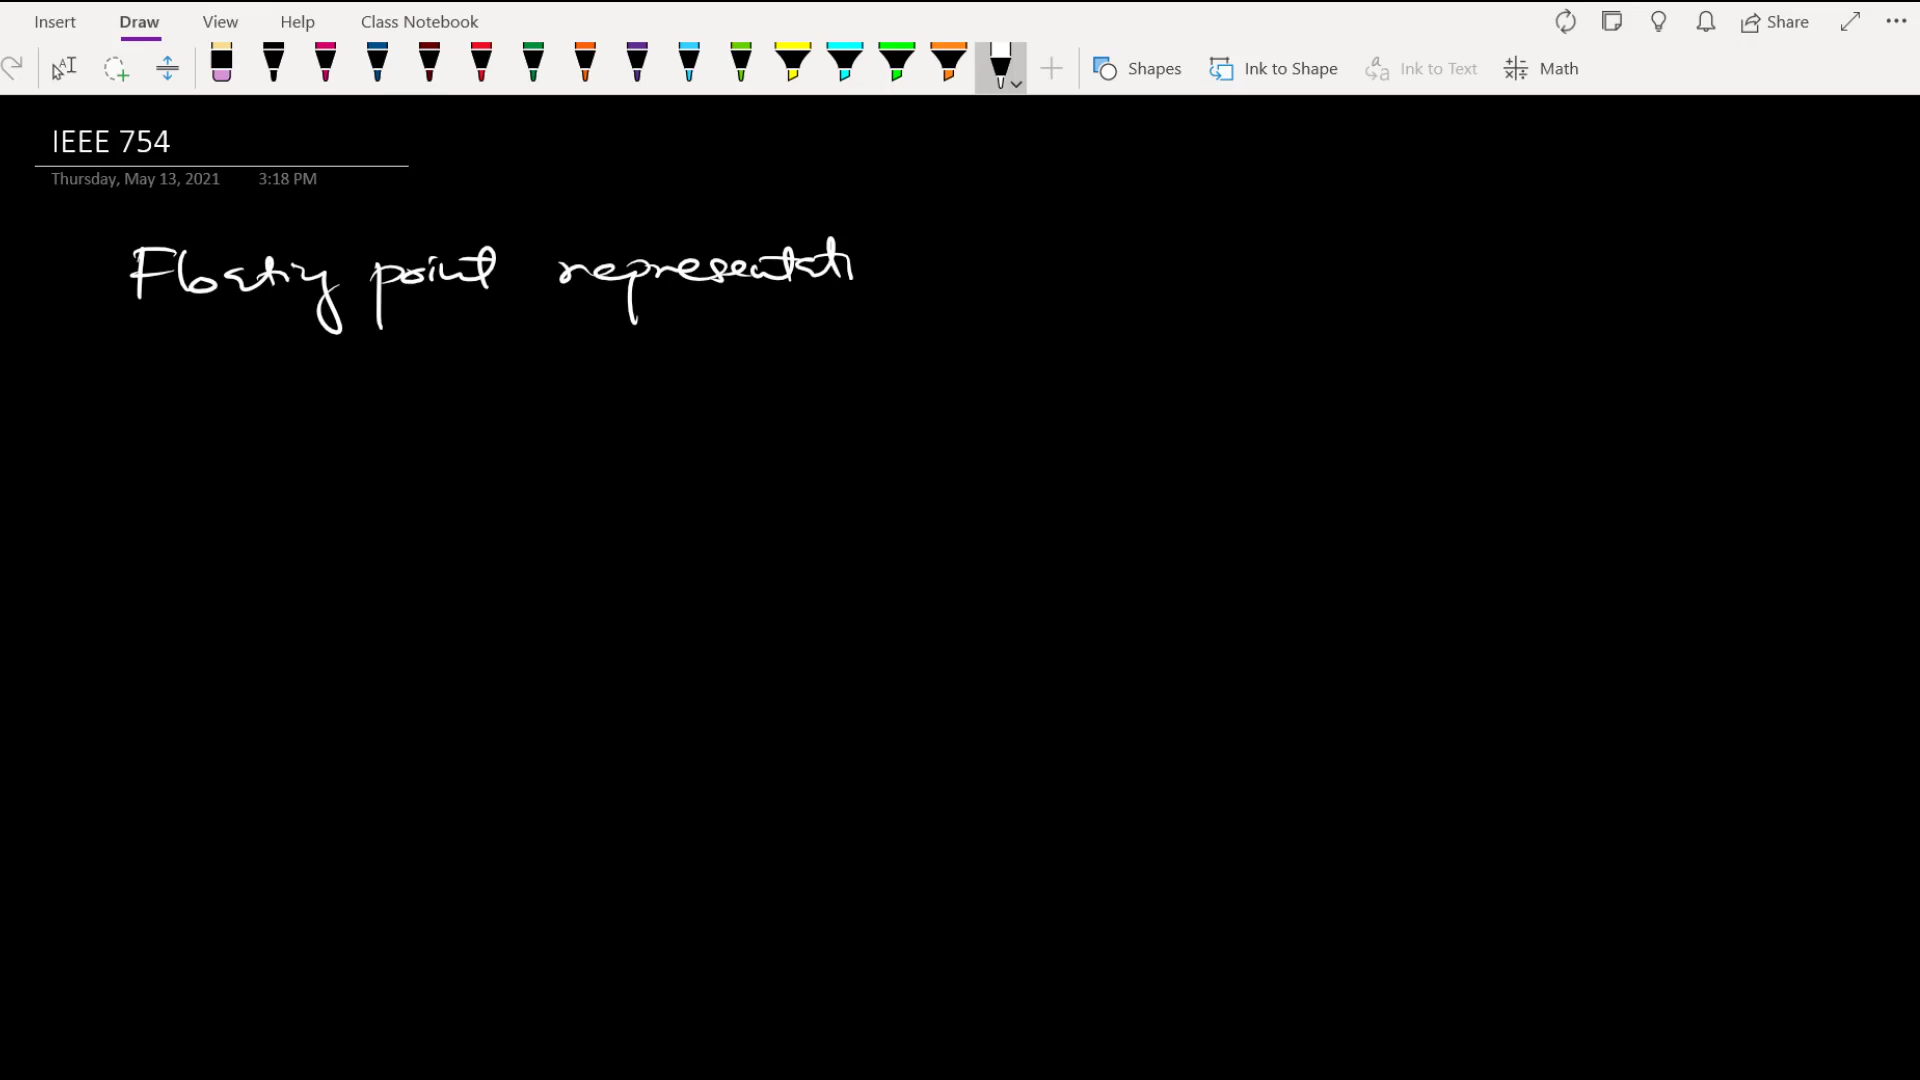 Insert Draw View Help Class Notebook Share
Shapes Ink to Shape Ink to Text Math
IEEE 754
Thursday, May 13, 2021 3:18 PM
Floating point representati